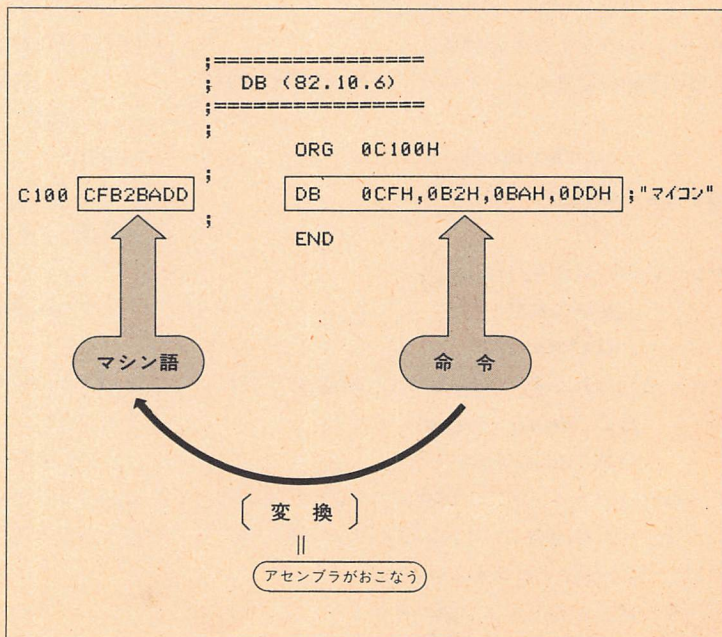 ;================
; DB (82.10.6)
;================
;
ORG 0C100H
;
C100 CFB2BADD DB 0CFH,0B2H,0BAH,0DDH ;"マイコン"
;
END
マシン語
命 令
〔 変 換 〕
||
アセンブラがおこなう